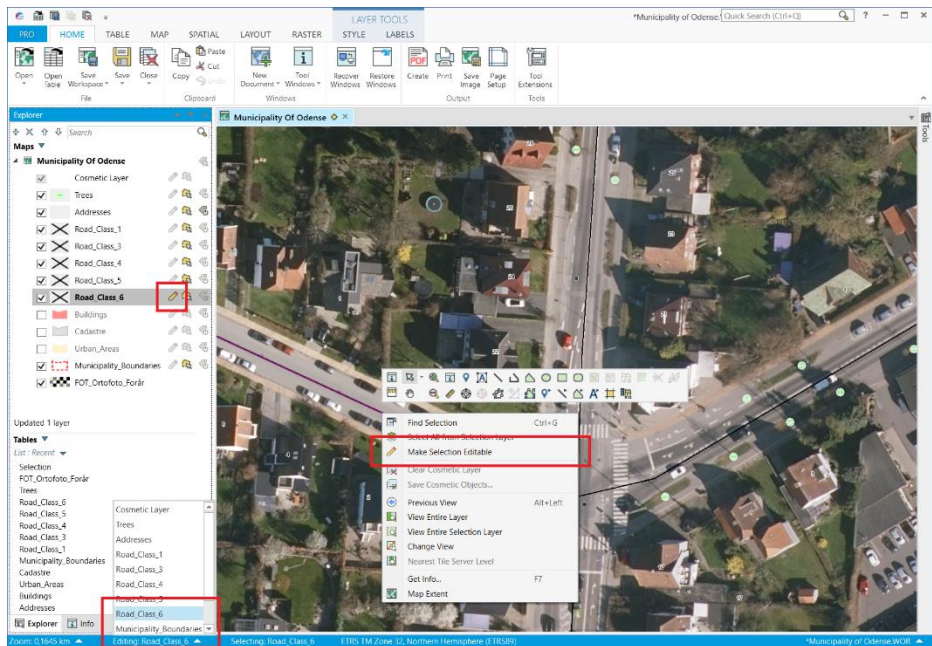 LAYER TOOLS
*Municipality of Odense.
Quick Search (Ctrl+Q)
PRO HOME TABLE MAP SPATIAL LAYOUT RASTER STYLE LABELS
Open
Open Table
Save Workspace
Save
Close
Copy
Paste
Cut
Undo
New Document
Tool Windows
Recover Windows
Restore Windows
Create
Print
Save Image
Page Setup
Tool Extensions
File Clipboard Windows Output Tools
Explorer
Municipality Of Odense
Tools
Search
Maps
Municipality Of Odense
Cosmetic Layer
Trees
Addresses
Road_Class_1
Road_Class_3
Road_Class_4
Road_Class_5
Road_Class_6
Buildings
Cadastre
Urban_Areas
Municipality_Boundaries
FOT_Ortofoto_Forår
Updated 1 layer
Tables
List: Recent
Selection
FOT_Ortofoto_Forår
Trees
Road_Class_6
Road_Class_5
Road_Class_4
Road_Class_3
Road_Class_1
Municipality_Boundaries
Cadastre
Urban_Areas
Buildings
Addresses
Cosmetic Layer
Trees
Addresses
Road_Class_1
Road_Class_3
Road_Class_4
Road_Class_5
Road_Class_6
Municipality_Boundaries
Find Selection Ctrl+G
Select All from Selection Layer
Make Selection Editable
Clear Cosmetic Layer
Save Cosmetic Objects...
Previous View Alt+Left
View Entire Layer
View Entire Selection Layer
Change View
Nearest Tile Server Level
Get Info... F7
Map Extent
Explorer Info
Zoom: 0,1645 km Editing: Road_Class_6 Selecting: Road_Class_6 ETRS TM Zone 32, Northern Hemisphere (ETRS89) *Municipality of Odense.WOR